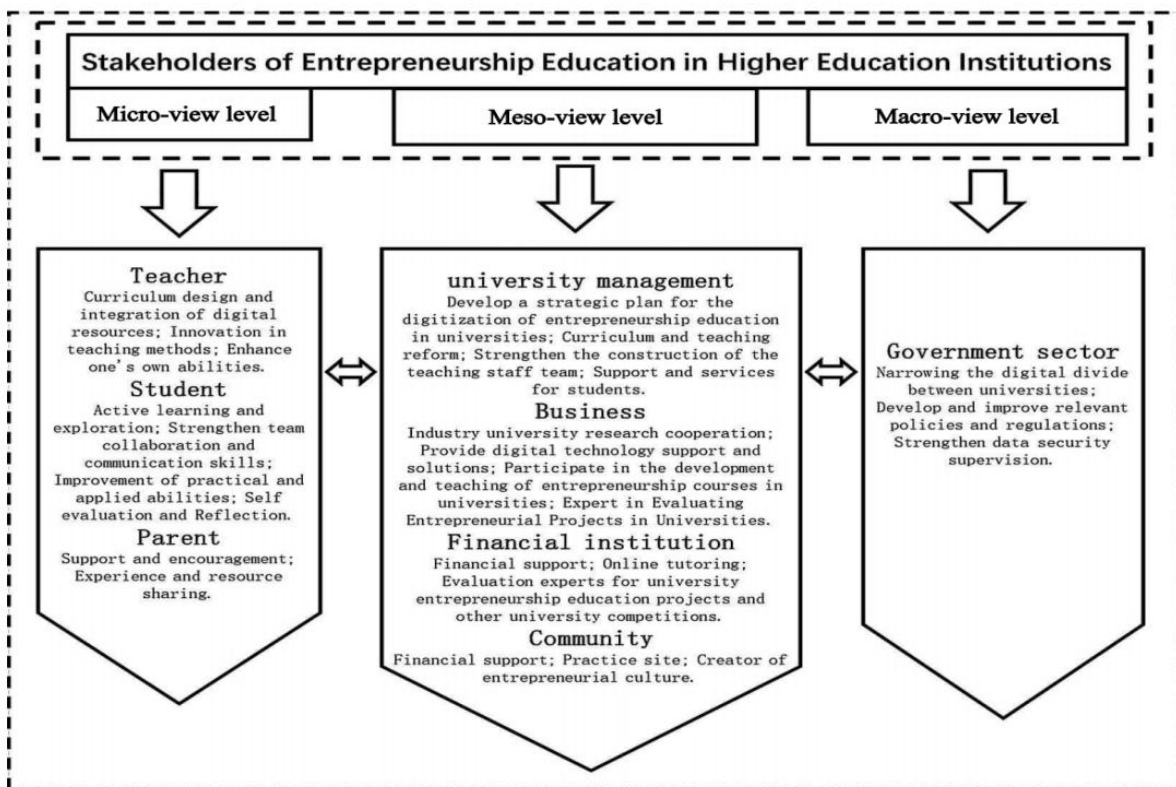 Stakeholders of Entrepreneurship Education in Higher Education Institutions
Micro-view level
Meso-view level
Macro-view level
Teacher
Curriculum design and
integration of digital
resources; Innovation in
teaching methods; Enhance
one's own abilities.
Student
Active learning and
exploration; Strengthen team
collaboration and
communication skills;
Improvement of practical and
applied abilities; Self
evaluation and Reflection.
Parent
Support and encouragement;
Experience and resource
sharing.
university management
Develop a strategic plan for the
digitization of entrepreneurship education
in universities; Curriculum and teaching
reform; Strengthen the construction of the
teaching staff team; Support and services
for students.
Business
Industry university research cooperation;
Provide digital technology support and
solutions; Participate in the development
and teaching of entrepreneurship courses in
universities; Expert in Evaluating
Entrepreneurial Projects in Universities.
Financial institution
Financial support; Online tutoring;
Evaluation experts for university
entrepreneurship education projects and
other university competitions.
Community
Financial support; Practice site; Creator of
entrepreneurial culture.
Government sector
Narrowing the digital divide
between universities;
Develop and improve relevant
policies and regulations;
Strengthen data security
supervision.